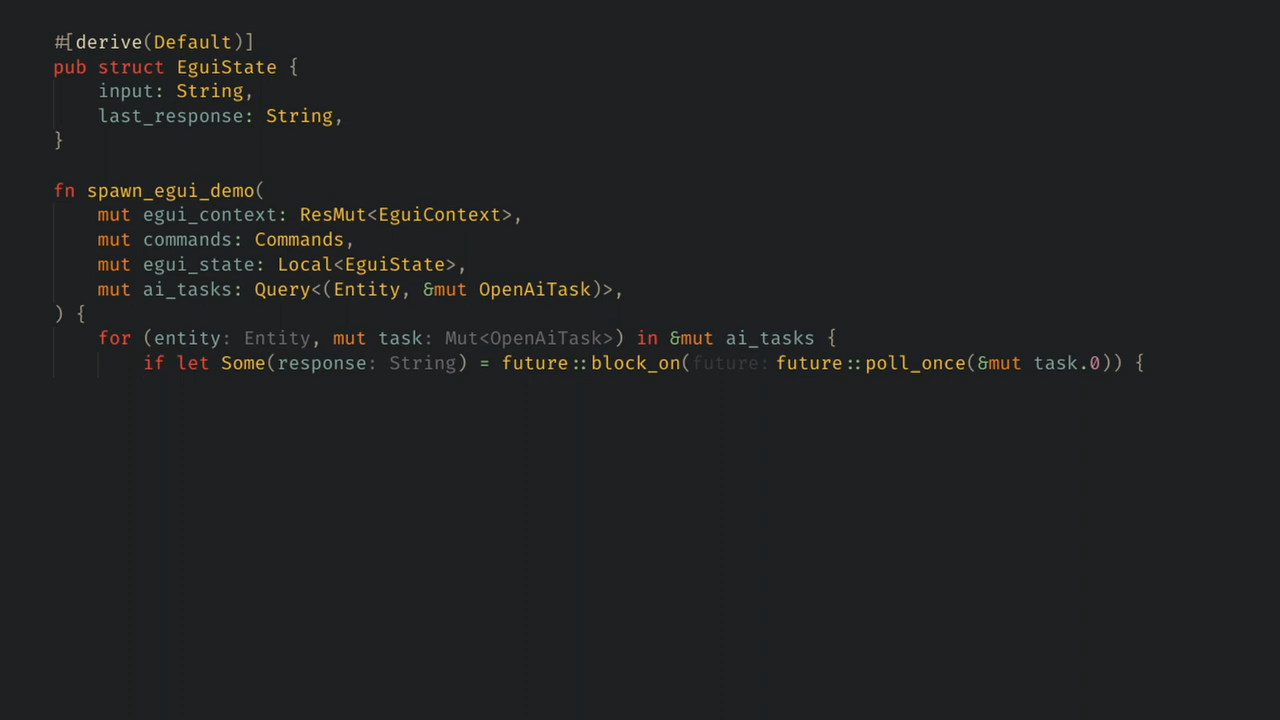 #[derive(Default)]
pub struct EguiState {
    input: String,
    last_response: String,
}

fn spawn_egui_demo(
    mut egui_context: ResMut<EguiContext>,
    mut commands: Commands,
    mut egui_state: Local<EguiState>,
    mut ai_tasks: Query<(Entity, &mut OpenAiTask)>,
) {
    for (entity: Entity, mut task: Mut<OpenAiTask>) in &mut ai_tasks {
        if let Some(response: String) = future::block_on(future: future::poll_once(&mut task.0)) {